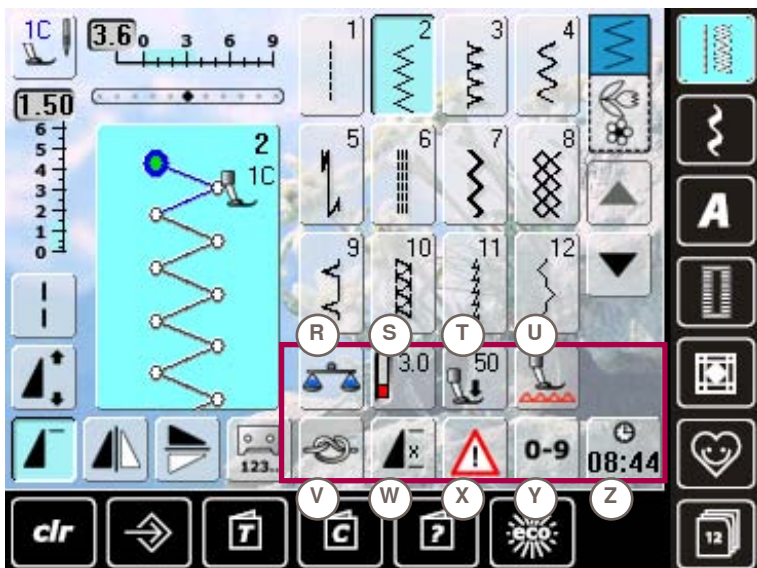 1C 3.6 0 3 6 9
1.50
6
5
4
3
2
1
0
2
1C
1 2 3 4
5 6 7 8
9 10 11 12
R S T U
3.0 50
123..
x ! 0-9 08:44
V W X Y Z
clr T C ? eco
A
12